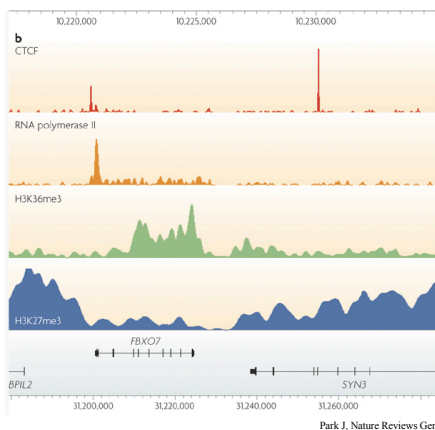 10,220,000 10,225,000 10,230,000
b
CTCF
RNA polymerase II
H3K36me3
H3K27me3
FBXO7
BPIL2 SYN3
31,200,000 31,220,000 31,240,000 31,260,000
Park J, Nature Reviews Gen